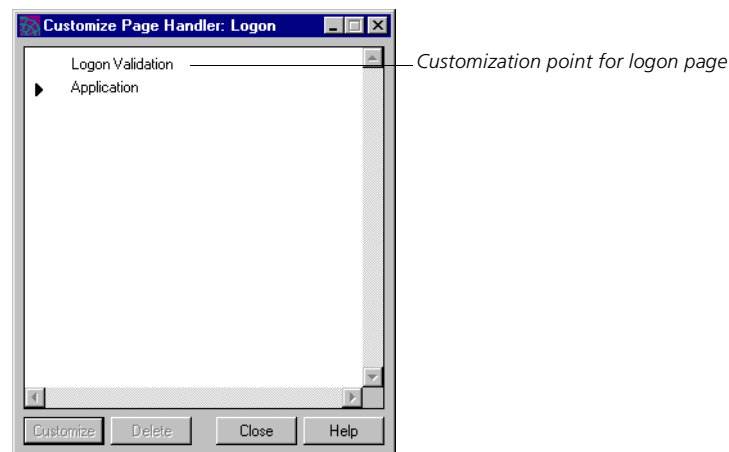 Customize Page Handler: Logon
Logon Validation
Customization point for logon page
Application
Customize
Delete
Close
Help